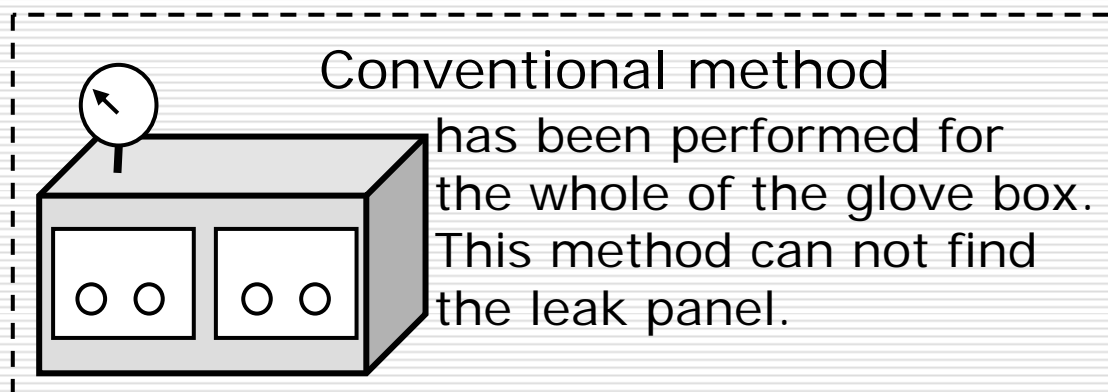 Conventional method
has been performed for
the whole of the glove box.
This method can not find
the leak panel.